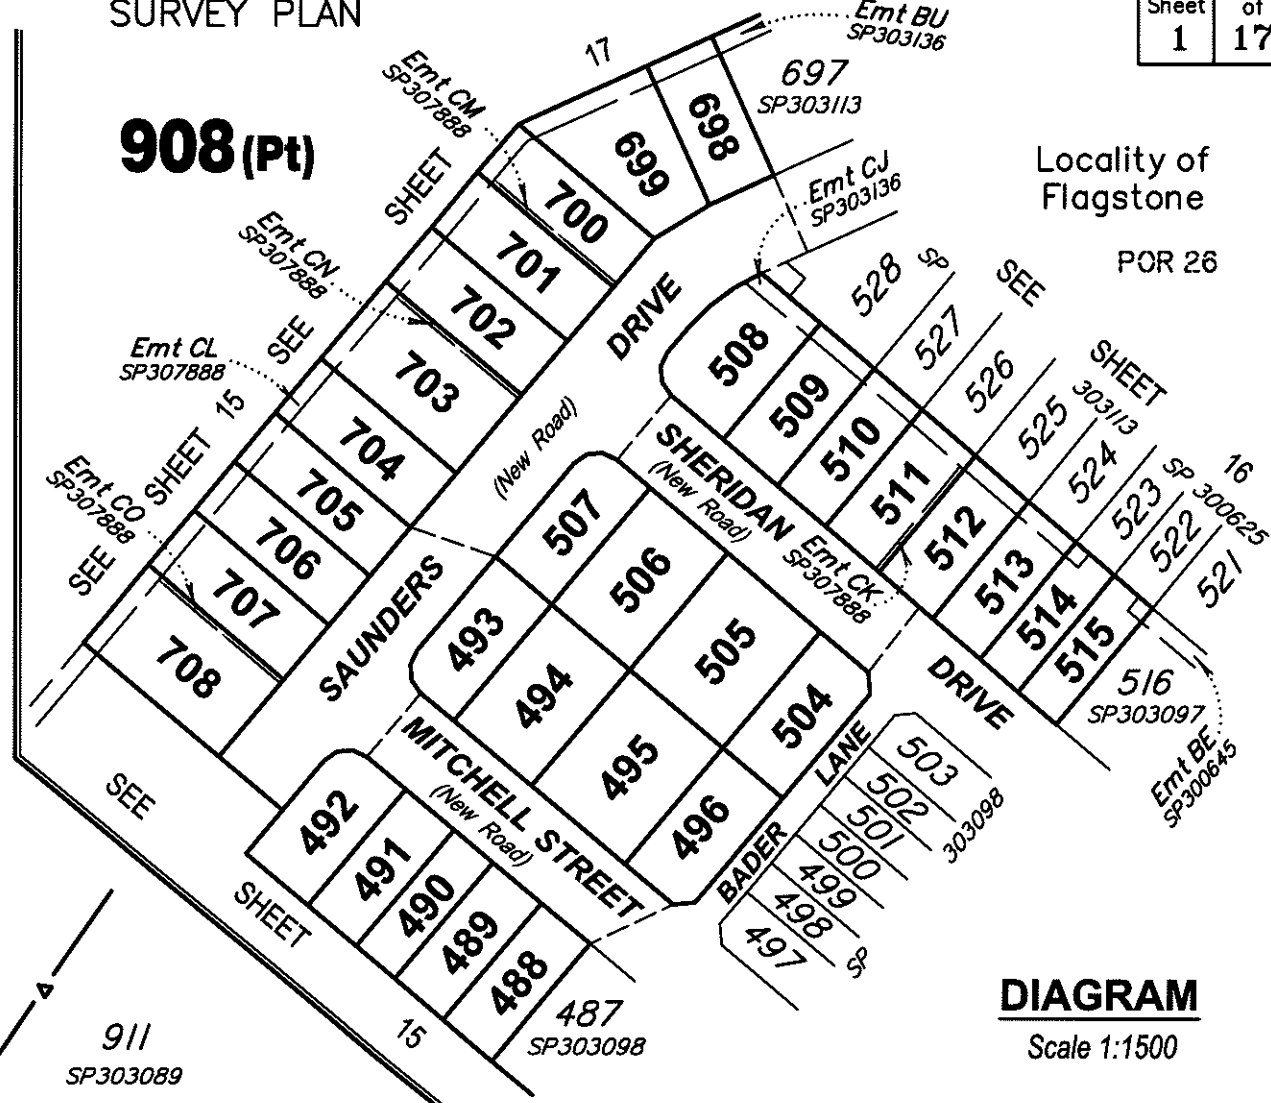 SURVEY PLAN
Sheet of
1 17
908 (Pt)
Emt BU
SP303136
17
697
SP303113
Emt CM
SP307888
698
699
Locality of
Flagstone
POR 26
Emt CJ
SP303136
SHEET
700
701
702
703
704
705
706
707
708
Emt CN
SP307888
SEE
Emt CL
SP307888
15
SHEET
SEE
Emt CO
SP307888
DRIVE
(New Road)
SAUNDERS
508
509
510
511
512
513
514
515
528
SP
527
SEE
526
SHEET
525
303113
524
16
523
SP 300625
522
521
SHERIDAN
(New Road)
Emt CK
SP307888
DRIVE
516
SP303097
Emt BE
SP300645
507
506
505
504
493
494
495
496
MITCHELL STREET
(New Road)
BADER LANE
503
502
501
303098
500
499
498
SP
497
492
491
490
489
488
487
SP303098
SEE
SHEET
15
911
SP303089
DIAGRAM
Scale 1:1500